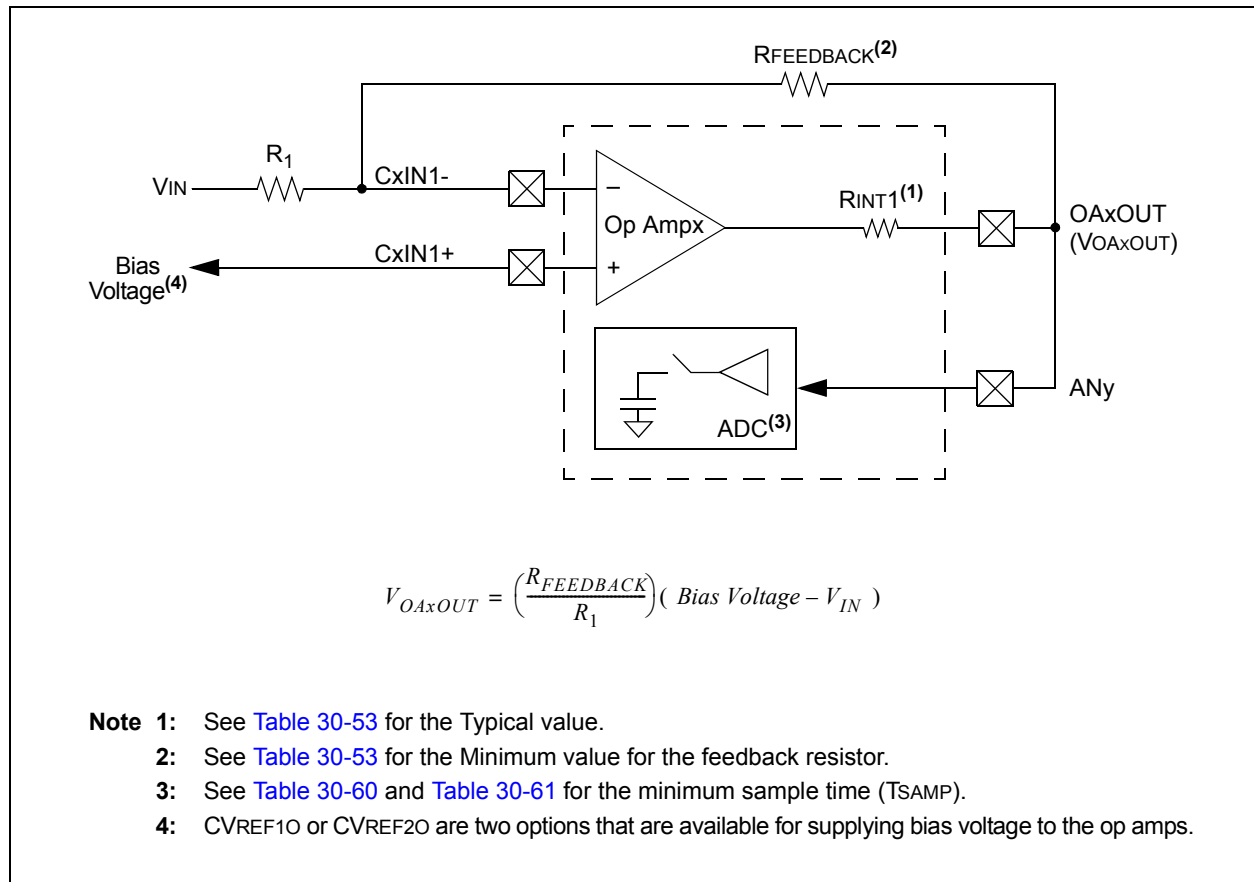 RFEEDBACK(2)
R1
VIN
CxIN1-
–
Op Ampx
RINT1(1)
OAxOUT
(VOAxOUT)
CxIN1+
+
Bias
Voltage(4)
ADC(3)
ANy
VOAxOUT = (RFEEDBACK / R1)( Bias Voltage – VIN )
Note 1: See Table 30-53 for the Typical value.
2: See Table 30-53 for the Minimum value for the feedback resistor.
3: See Table 30-60 and Table 30-61 for the minimum sample time (TSAMP).
4: CVREF1O or CVREF2O are two options that are available for supplying bias voltage to the op amps.